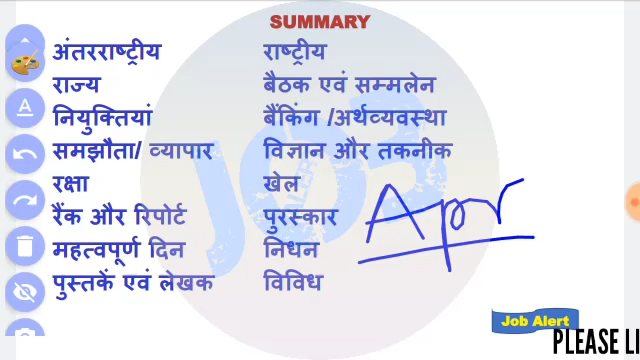 SUMMARY
अंतरराष्ट्रीय राष्ट्रीय
राज्य बैठक एवं सम्मलेन
नियुक्तियां बैंकिंग /अर्थव्यवस्था
समझौता/ व्यापार विज्ञान और तकनीक
रक्षा खेल
रैंक और रिपोर्ट पुरस्कार
महत्वपूर्ण दिन निधन
पुस्तकें एवं लेखक विविध
Apr
JOB
Job Alert
PLEASE LI